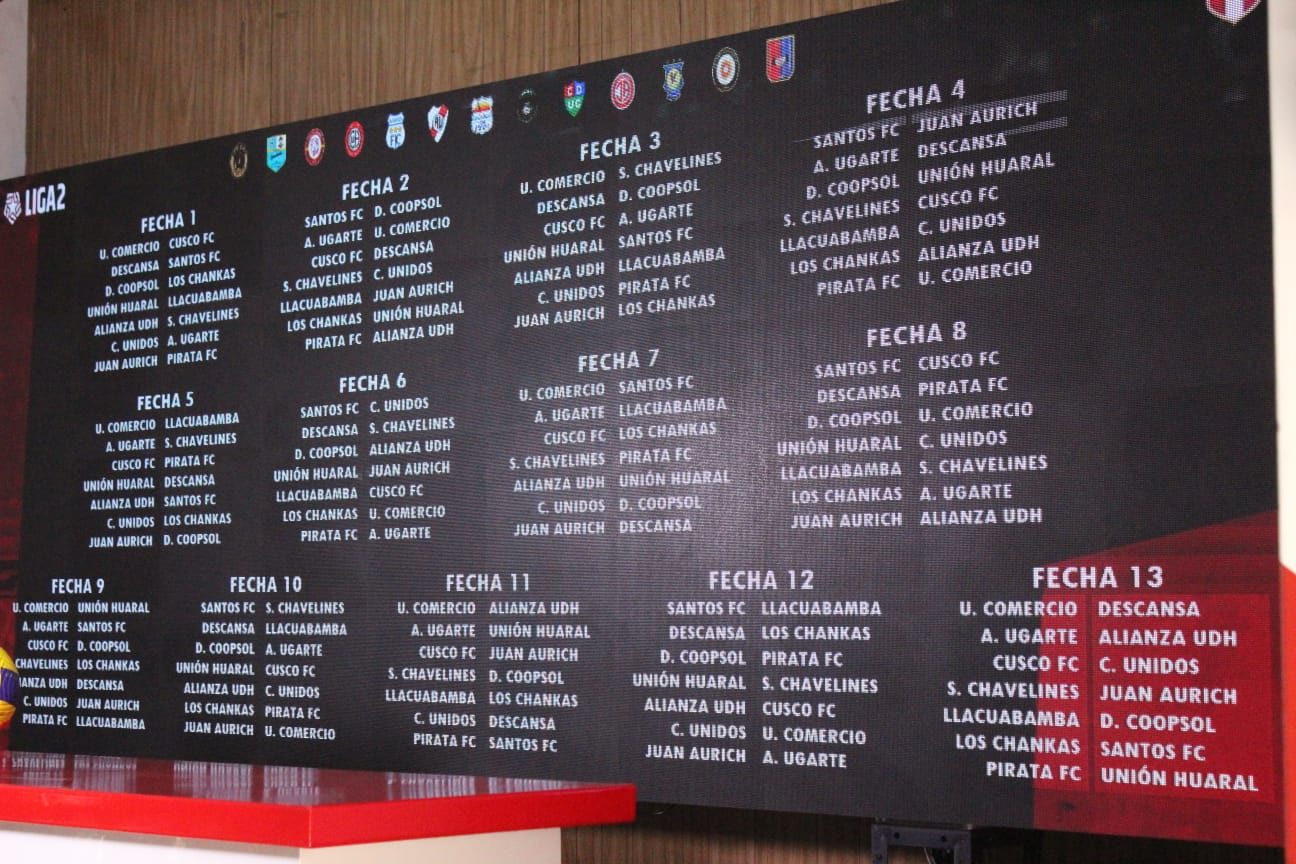 LIGA2
FECHA 1
U. COMERCIO CUSCO FC
DESCANSA SANTOS FC
D. COOPSOL LOS CHANKAS
UNIÓN HUARAL LLACUABAMBA
ALIANZA UDH S. CHAVELINES
C. UNIDOS A. UGARTE
JUAN AURICH PIRATA FC
FECHA 2
SANTOS FC D. COOPSOL
A. UGARTE U. COMERCIO
CUSCO FC DESCANSA
S. CHAVELINES C. UNIDOS
LLACUABAMBA JUAN AURICH
LOS CHANKAS UNIÓN HUARAL
PIRATA FC ALIANZA UDH
FECHA 3
U. COMERCIO S. CHAVELINES
DESCANSA D. COOPSOL
CUSCO FC A. UGARTE
UNIÓN HUARAL SANTOS FC
ALIANZA UDH LLACUABAMBA
C. UNIDOS PIRATA FC
JUAN AURICH LOS CHANKAS
FECHA 4
SANTOS FC JUAN AURICH
A. UGARTE DESCANSA
D. COOPSOL UNIÓN HUARAL
S. CHAVELINES CUSCO FC
LLACUABAMBA C. UNIDOS
LOS CHANKAS ALIANZA UDH
PIRATA FC U. COMERCIO
FECHA 5
U. COMERCIO LLACUABAMBA
A. UGARTE S. CHAVELINES
CUSCO FC PIRATA FC
UNIÓN HUARAL DESCANSA
ALIANZA UDH SANTOS FC
C. UNIDOS LOS CHANKAS
JUAN AURICH D. COOPSOL
FECHA 6
SANTOS FC C. UNIDOS
DESCANSA S. CHAVELINES
D. COOPSOL ALIANZA UDH
UNIÓN HUARAL JUAN AURICH
LLACUABAMBA CUSCO FC
LOS CHANKAS U. COMERCIO
PIRATA FC A. UGARTE
FECHA 7
U. COMERCIO SANTOS FC
A. UGARTE LLACUABAMBA
CUSCO FC LOS CHANKAS
S. CHAVELINES PIRATA FC
ALIANZA UDH UNIÓN HUARAL
C. UNIDOS D. COOPSOL
JUAN AURICH DESCANSA
FECHA 8
SANTOS FC CUSCO FC
DESCANSA PIRATA FC
D. COOPSOL U. COMERCIO
UNIÓN HUARAL C. UNIDOS
LLACUABAMBA S. CHAVELINES
LOS CHANKAS A. UGARTE
JUAN AURICH ALIANZA UDH
FECHA 9
U. COMERCIO UNIÓN HUARAL
A. UGARTE SANTOS FC
CUSCO FC D. COOPSOL
CHAVELINES LOS CHANKAS
IANZA UDH DESCANSA
C. UNIDOS JUAN AURICH
PIRATA FC LLACUABAMBA
FECHA 10
SANTOS FC S. CHAVELINES
DESCANSA LLACUABAMBA
D. COOPSOL A. UGARTE
UNIÓN HUARAL CUSCO FC
ALIANZA UDH C. UNIDOS
LOS CHANKAS PIRATA FC
JUAN AURICH U. COMERCIO
FECHA 11
U. COMERCIO ALIANZA UDH
A. UGARTE UNIÓN HUARAL
CUSCO FC JUAN AURICH
S. CHAVELINES D. COOPSOL
LLACUABAMBA LOS CHANKAS
C. UNIDOS DESCANSA
PIRATA FC SANTOS FC
FECHA 12
SANTOS FC LLACUABAMBA
DESCANSA LOS CHANKAS
D. COOPSOL PIRATA FC
UNIÓN HUARAL S. CHAVELINES
ALIANZA UDH CUSCO FC
C. UNIDOS U. COMERCIO
JUAN AURICH A. UGARTE
FECHA 13
U. COMERCIO DESCANSA
A. UGARTE ALIANZA UDH
CUSCO FC C. UNIDOS
S. CHAVELINES JUAN AURICH
LLACUABAMBA D. COOPSOL
LOS CHANKAS SANTOS FC
PIRATA FC UNIÓN HUARAL